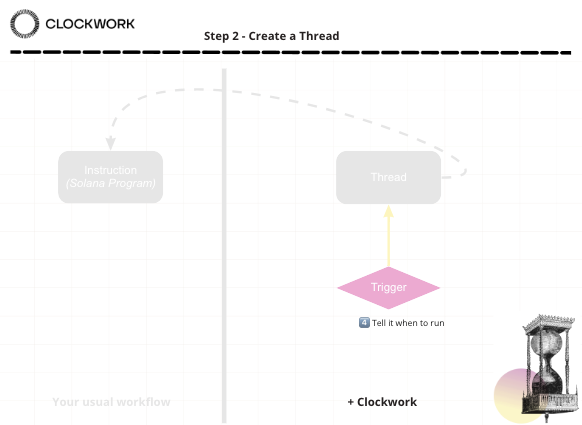 CLOCKWORK
Step 2 - Create a Thread
Instruction
(Solana Program)
Thread
Trigger
4 Tell it when to run
Your usual workflow
+ Clockwork